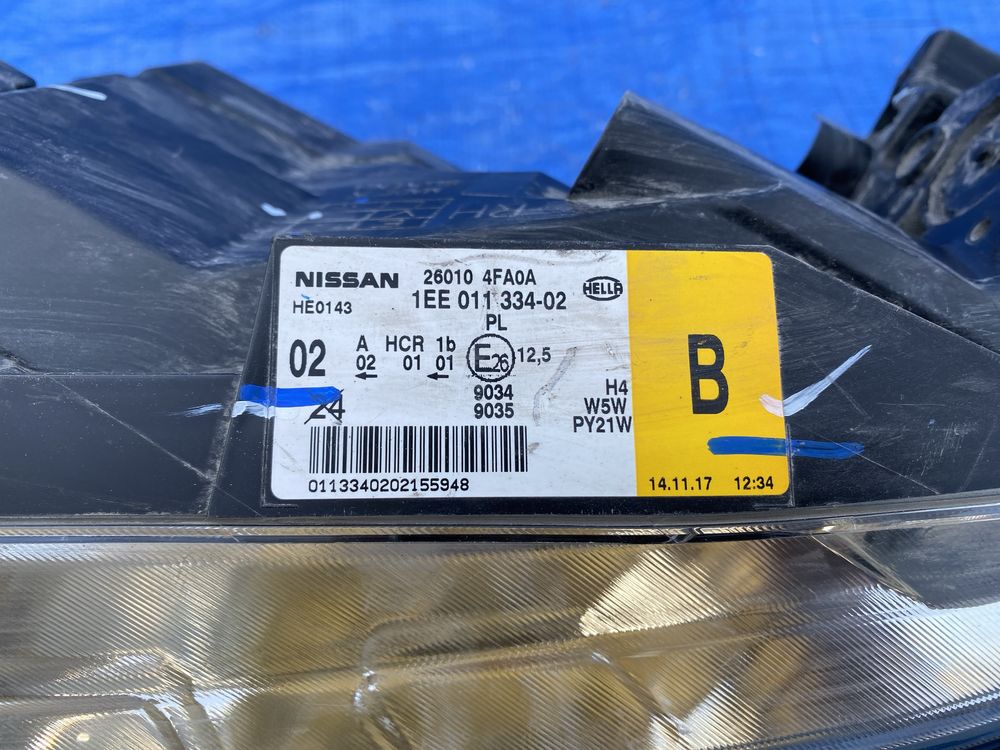 RH
NISSAN 26010 4FA0A HELLA
HE0143 1EE 011 334-02
PL
02 A HCR 1b E26 12,5
02 01 01
9034
24 9035
H4
W5W
PY21W
B
0113340202155948
14.11.17 12:34